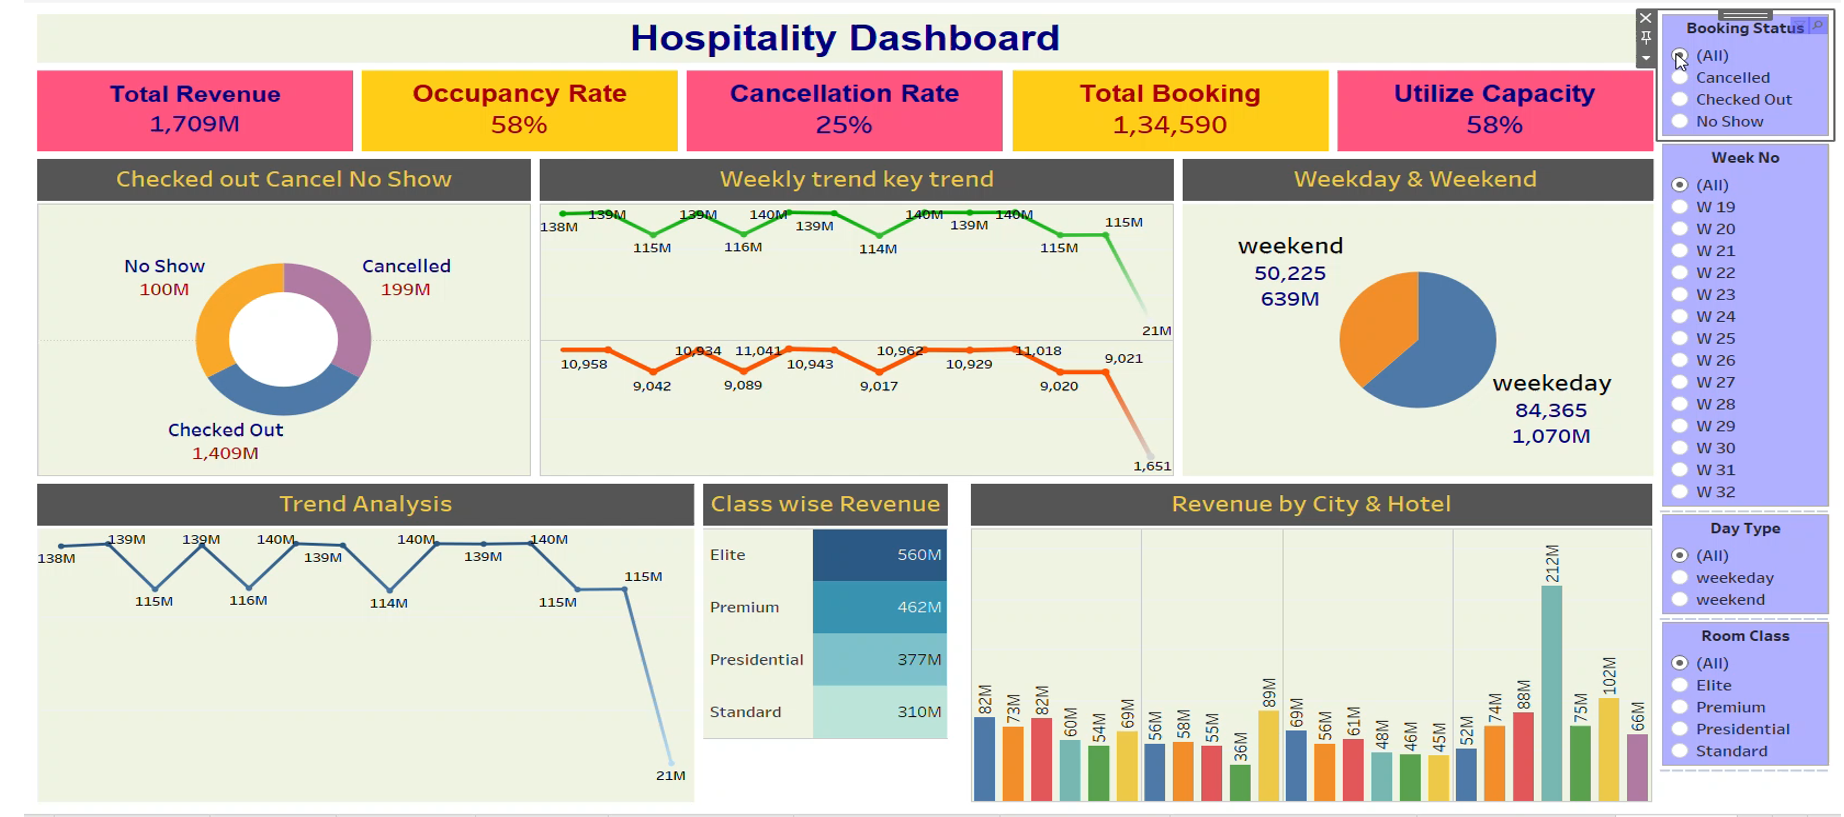 Hospitality Dashboard
Total Revenue
1,709M
Occupancy Rate
58%
Cancellation Rate
25%
Total Booking
1,34,590
Utilize Capacity
58%
Checked out Cancel No Show
No Show
100M
Cancelled
199M
Checked Out
1,409M
Weekly trend key trend
138M
139M
115M
139M
116M
140M
139M
114M
140M
139M
140M
115M
115M
21M
10,958
9,042
10,934
9,089
11,041
10,943
9,017
10,962
10,929
11,018
9,020
9,021
1,651
Weekday & Weekend
weekend
50,225
639M
weekeday
84,365
1,070M
Trend Analysis
138M
139M
115M
139M
116M
140M
139M
114M
140M
139M
140M
115M
115M
21M
Class wise Revenue
Elite 560M
Premium 462M
Presidential 377M
Standard 310M
Revenue by City & Hotel
82M
73M
82M
60M
54M
69M
56M
58M
55M
36M
89M
69M
56M
61M
48M
46M
45M
52M
74M
88M
212M
75M
102M
66M
Booking Status
(All)
Cancelled
Checked Out
No Show
Week No
(All)
W 19
W 20
W 21
W 22
W 23
W 24
W 25
W 26
W 27
W 28
W 29
W 30
W 31
W 32
Day Type
(All)
weekeday
weekend
Room Class
(All)
Elite
Premium
Presidential
Standard